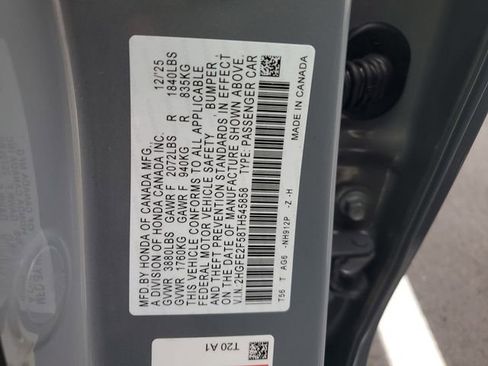 MFD. BY HONDA OF CANADA MFG., 12/'25
A DIVISION OF HONDA CANADA INC.
GVWR 3880LBS GAWR F 2072LBS R 1840LBS
GVWR 1760KG GAWR F 940KG R 835KG
THIS VEHICLE CONFORMS TO ALL APPLICABLE
FEDERAL MOTOR VEHICLE SAFETY, BUMPER,
AND THEFT PREVENTION STANDARDS IN EFFECT
ON THE DATE OF MANUFACTURE SHOWN ABOVE.
V.I.N. 2HGFE2F58TH545858 TYPE: PASSENGER CAR
T56 T AG6 -NH912P -Z -H MADE IN CANADA
T20 A1